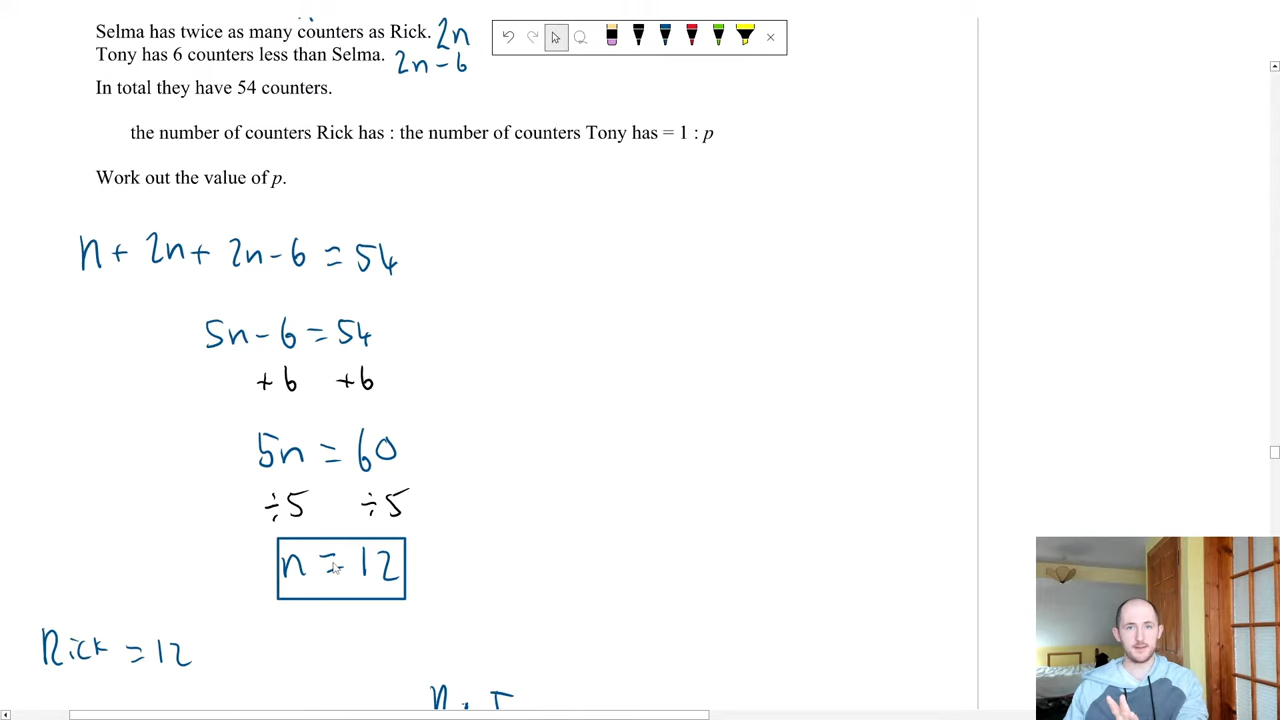 Selma has twice as many counters as Rick. 2n
Tony has 6 counters less than Selma. 2n - 6
In total they have 54 counters.
the number of counters Rick has : the number of counters Tony has = 1 : p
Work out the value of p.
n + 2n + 2n - 6 = 54
5n - 6 = 54
+ 6 + 6
5n = 60
÷5 ÷5
n = 12
Rick = 12